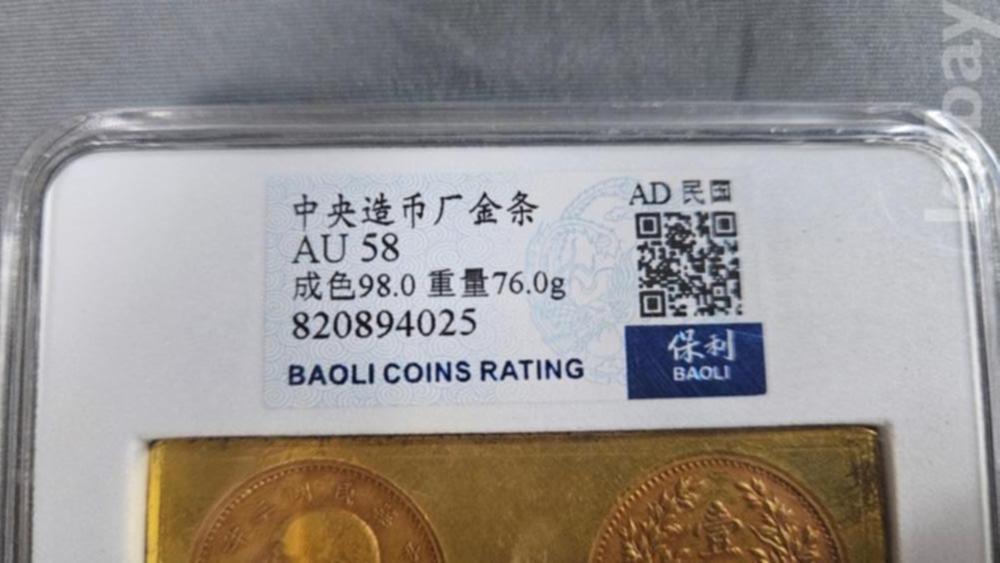 中央造币厂金条
AU 58
成色98.0 重量76.0g
820894025
BAOLI COINS RATING
AD 民国
保利
BAOLI
壹